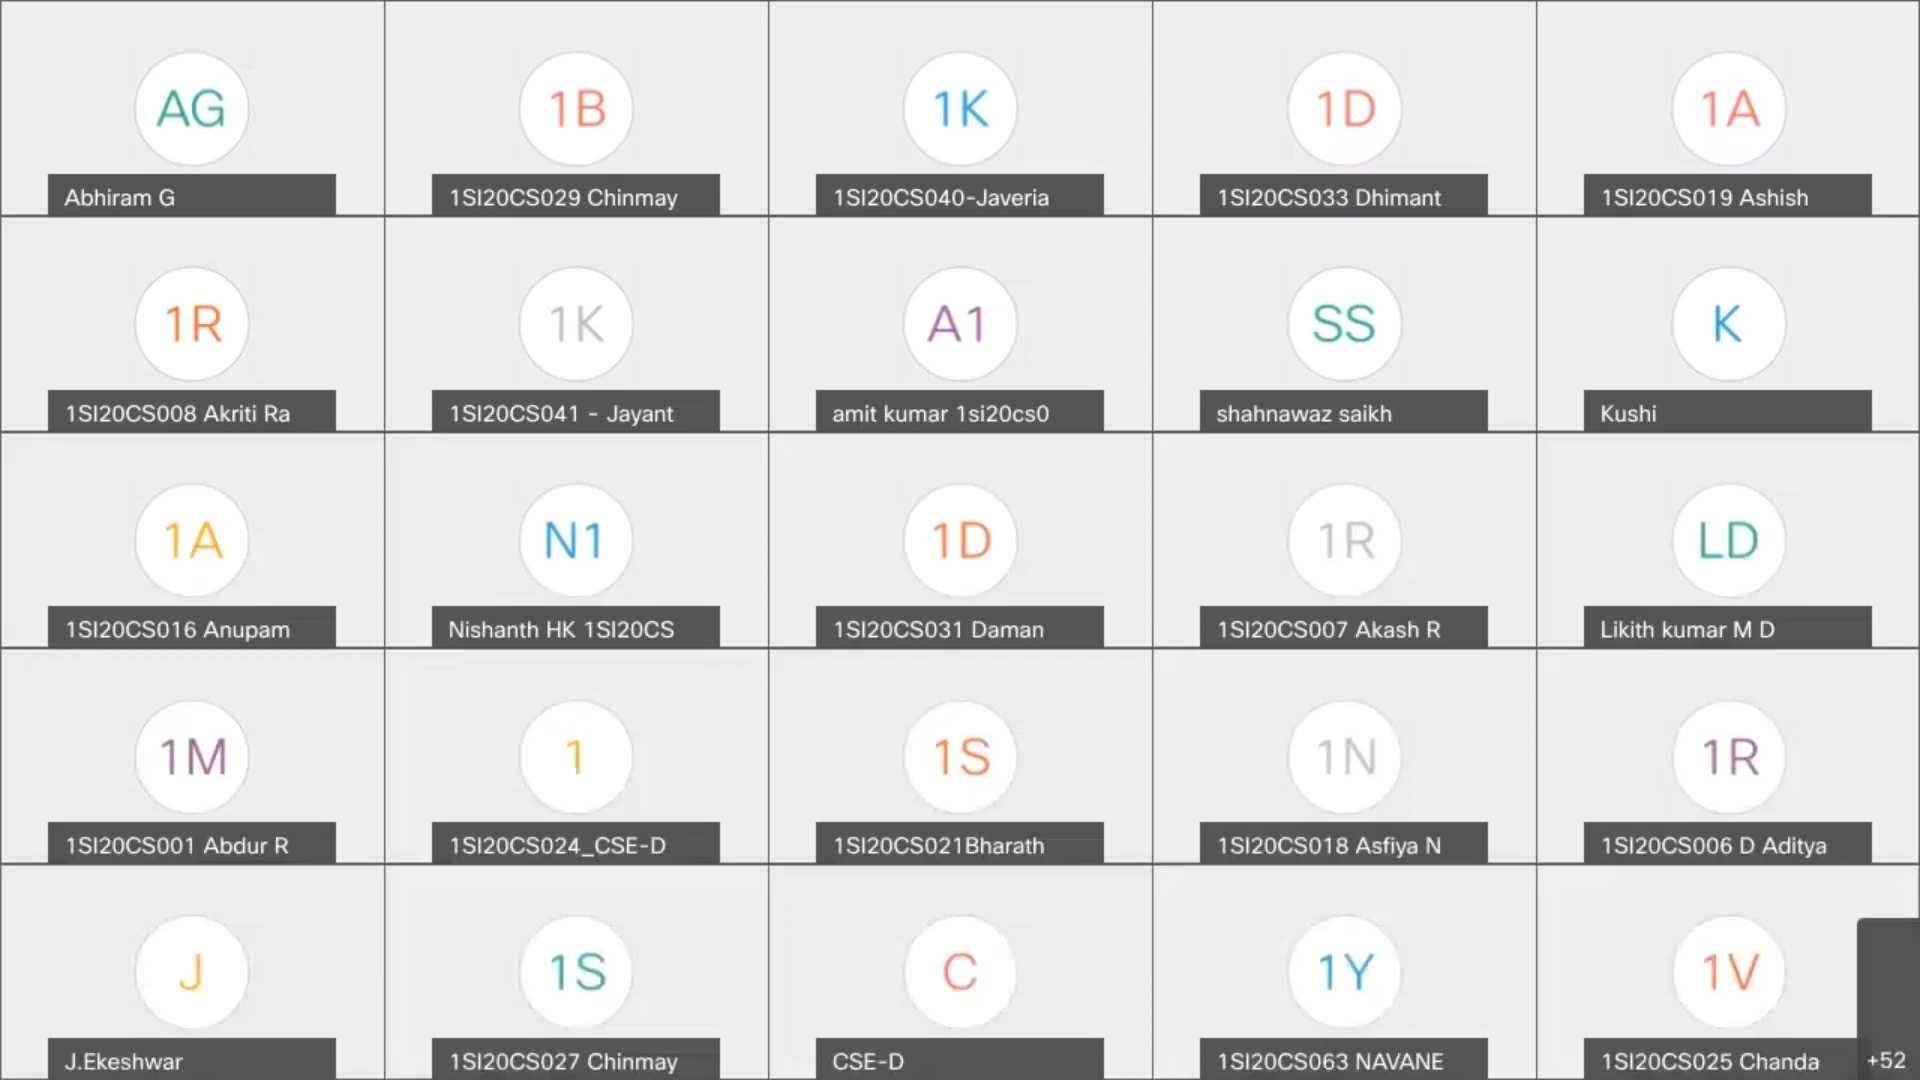 AG
1B
1K
1D
1A
Abhiram G
1SI20CS029 Chinmay
1SI20CS040-Javeria
1SI20CS033 Dhimant
1SI20CS019 Ashish
1R
1K
A1
SS
K
1SI20CS008 Akriti Ra
1SI20CS041 - Jayant
amit kumar 1si20cs0
shahnawaz saikh
Kushi
1A
N1
1D
1R
LD
1SI20CS016 Anupam
Nishanth HK 1SI20CS
1SI20CS031 Daman
1SI20CS007 Akash R
Likith kumar M D
1M
1
1S
1N
1R
1SI20CS001 Abdur R
1SI20CS024_CSE-D
1SI20CS021Bharath
1SI20CS018 Asfiya N
1SI20CS006 D Aditya
J
1S
C
1Y
1V
J.Ekeshwar
1SI20CS027 Chinmay
CSE-D
1SI20CS063 NAVANE
1SI20CS025 Chanda
+52